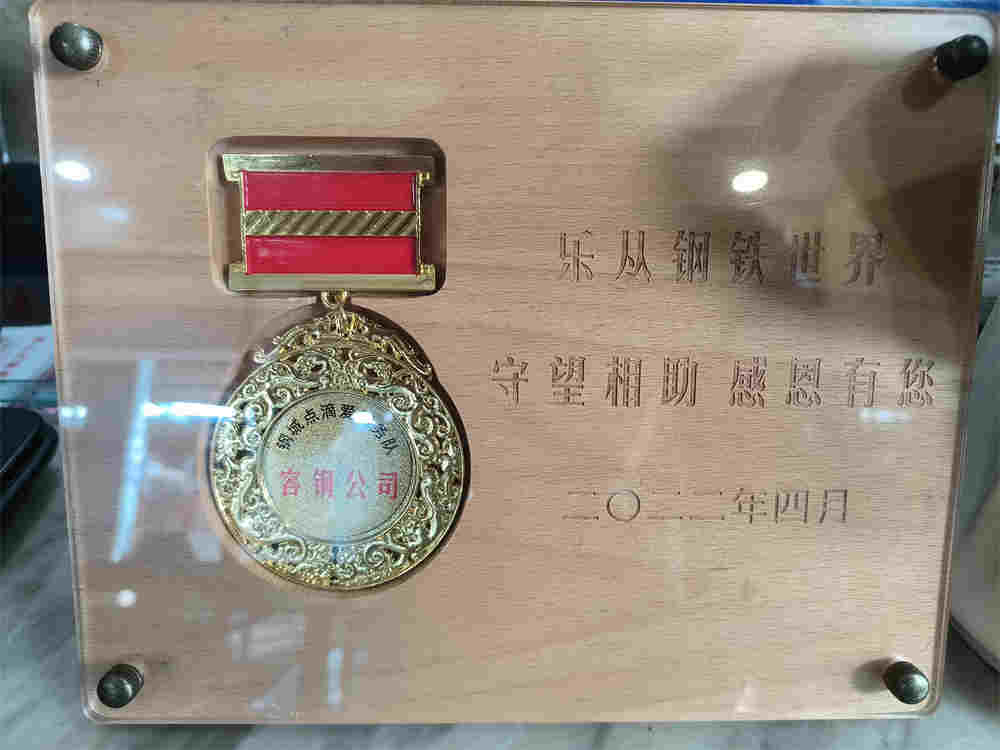 乐从钢铁世界
守望相助 感恩有您
二〇二二年四月
钢城点滴爱队
容钢公司